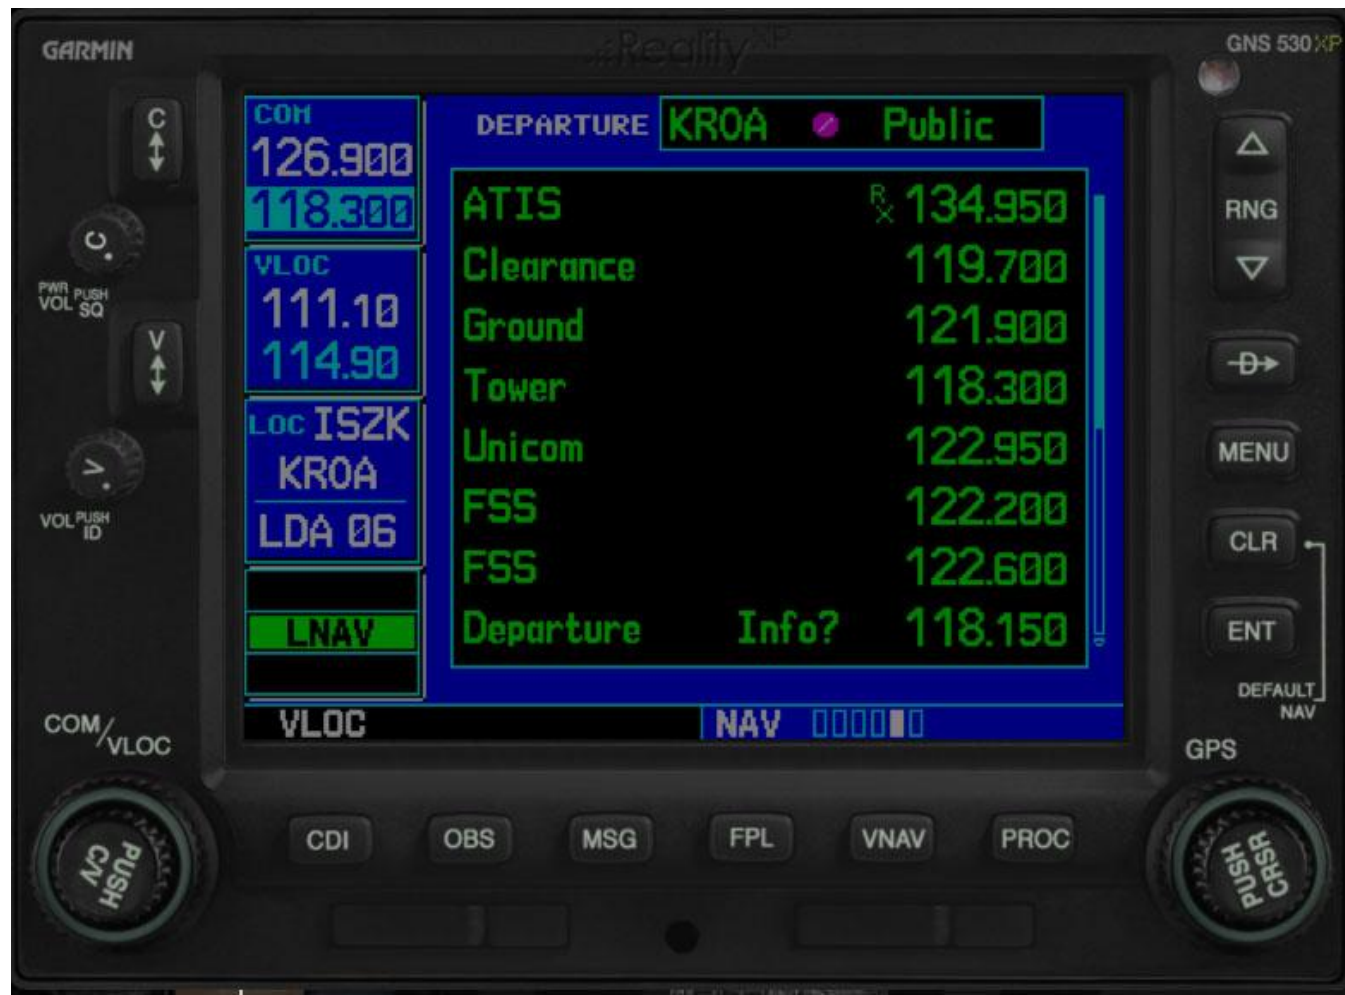 GARMIN
Reality XP
GNS 530XP
C
.C
PWR
VOL PUSH
SQ
V
.V
VOL PUSH
ID
COM/
VLOC
PUSH
C/V
COM
126.900
118.300
VLOC
111.10
114.90
LOC ISZK
KROA
LDA 06
LNAV
VLOC
DEPARTURE KROA Public
ATIS Rx 134.950
Clearance 119.700
Ground 121.900
Tower 118.300
Unicom 122.950
FSS 122.200
FSS 122.600
Departure Info? 118.150
NAV
RNG
D
MENU
CLR
ENT
DEFAULT
NAV
GPS
PUSH
CRSR
CDI OBS MSG FPL VNAV PROC